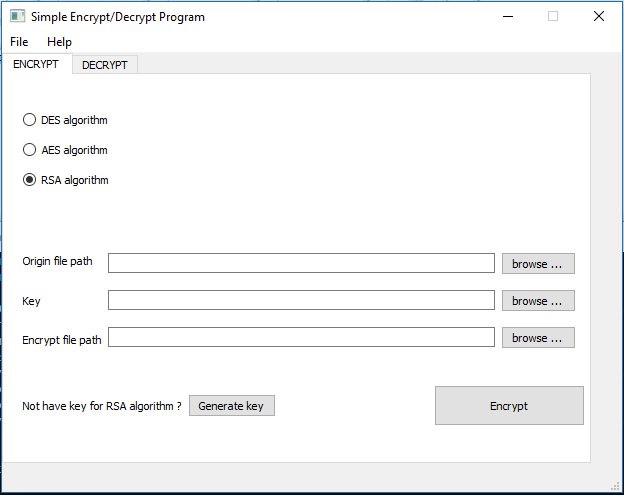 Simple Encrypt/Decrypt Program
File Help
ENCRYPT DECRYPT
DES algorithm
AES algorithm
RSA algorithm
Origin file path browse ...
Key browse ...
Encrypt file path browse ...
Not have key for RSA algorithm ? Generate key Encrypt